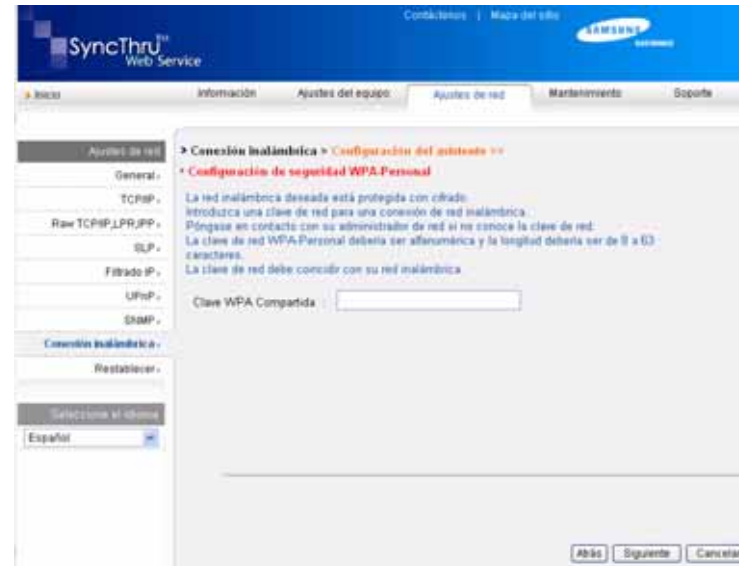 Contáctenos | Mapa del sitio
SAMSUNG
SyncThru™
Web Service
Inicio
Información
Ajustes del equipo
Ajustes de red
Mantenimiento
Soporte
Ajustes de red
General
TCP/IP
Raw TCP/IP,LPR,IPP
SLP
Filtrado IP
UPnP
SNMP
Conexión inalámbrica
Restablecer
Seleccione el idioma
Español
> Conexión inalámbrica > Configuración del asistente >>
Configuración de seguridad WPA-Personal
La red inalámbrica deseada está protegida con cifrado.
Introduzca una clave de red para una conexión de red inalámbrica.
Póngase en contacto con su administrador de red si no conoce la clave de red.
La clave de red WPA-Personal debería ser alfanumérica y la longitud debería ser de 8 a 63
caracteres.
La clave de red debe coincidir con su red inalámbrica.
Clave WPA Compartida :
Atrás
Siguiente
Cancelar